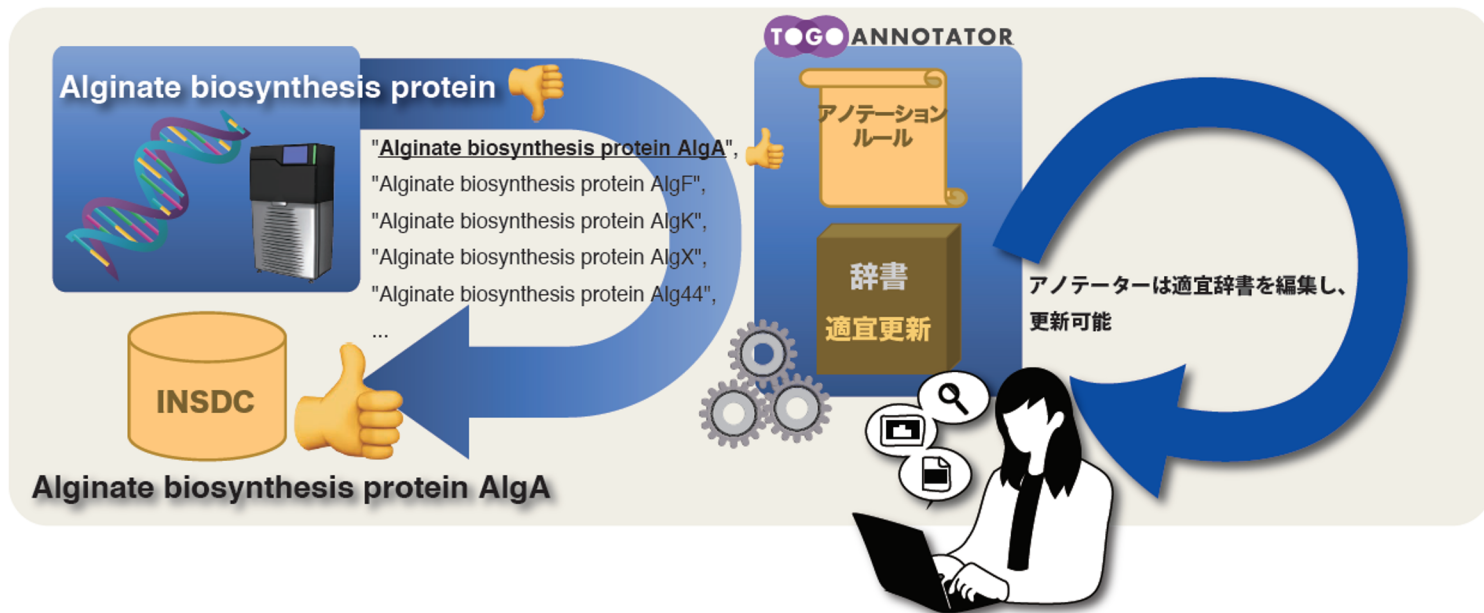 TOGO ANNOTATOR
Alginate biosynthesis protein
"Alginate biosynthesis protein AlgA",
"Alginate biosynthesis protein AlgF",
"Alginate biosynthesis protein AlgK",
"Alginate biosynthesis protein AlgX",
"Alginate biosynthesis protein Alg44",
...
INSDC
Alginate biosynthesis protein AlgA
アノテーション
ルール
辞書
適宜更新
アノテーターは適宜辞書を編集し、
更新可能